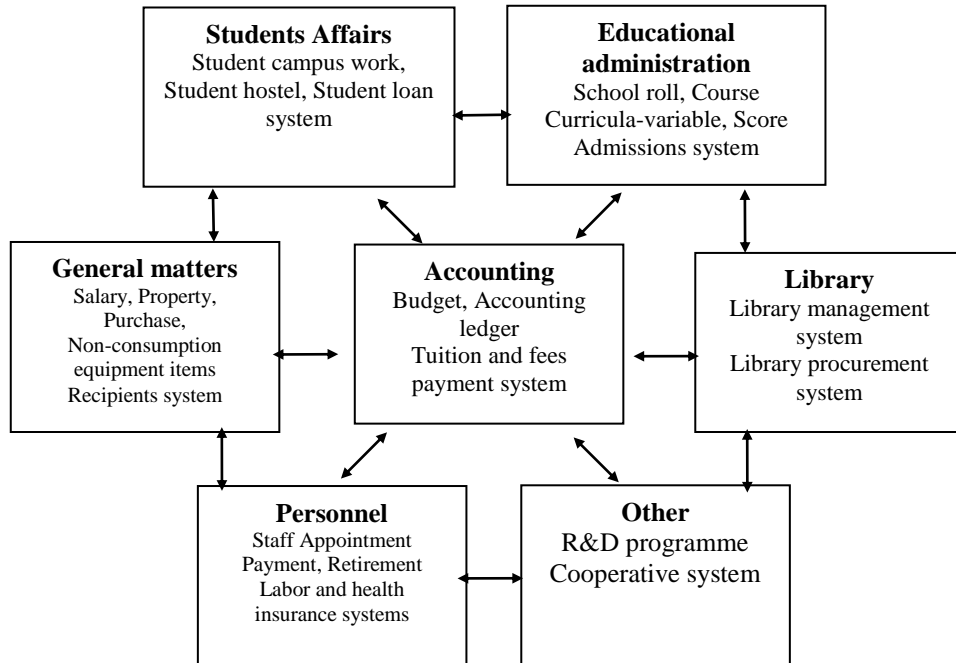 Students Affairs
Student campus work,
Student hostel, Student loan
system
Educational
administration
School roll, Course
Curricula-variable, Score
Admissions system
General matters
Salary, Property,
Purchase,
Non-consumption
equipment items
Recipients system
Accounting
Budget, Accounting
ledger
Tuition and fees
payment system
Library
Library management
system
Library procurement
system
Personnel
Staff Appointment
Payment, Retirement
Labor and health
insurance systems
Other
R&D programme
Cooperative system